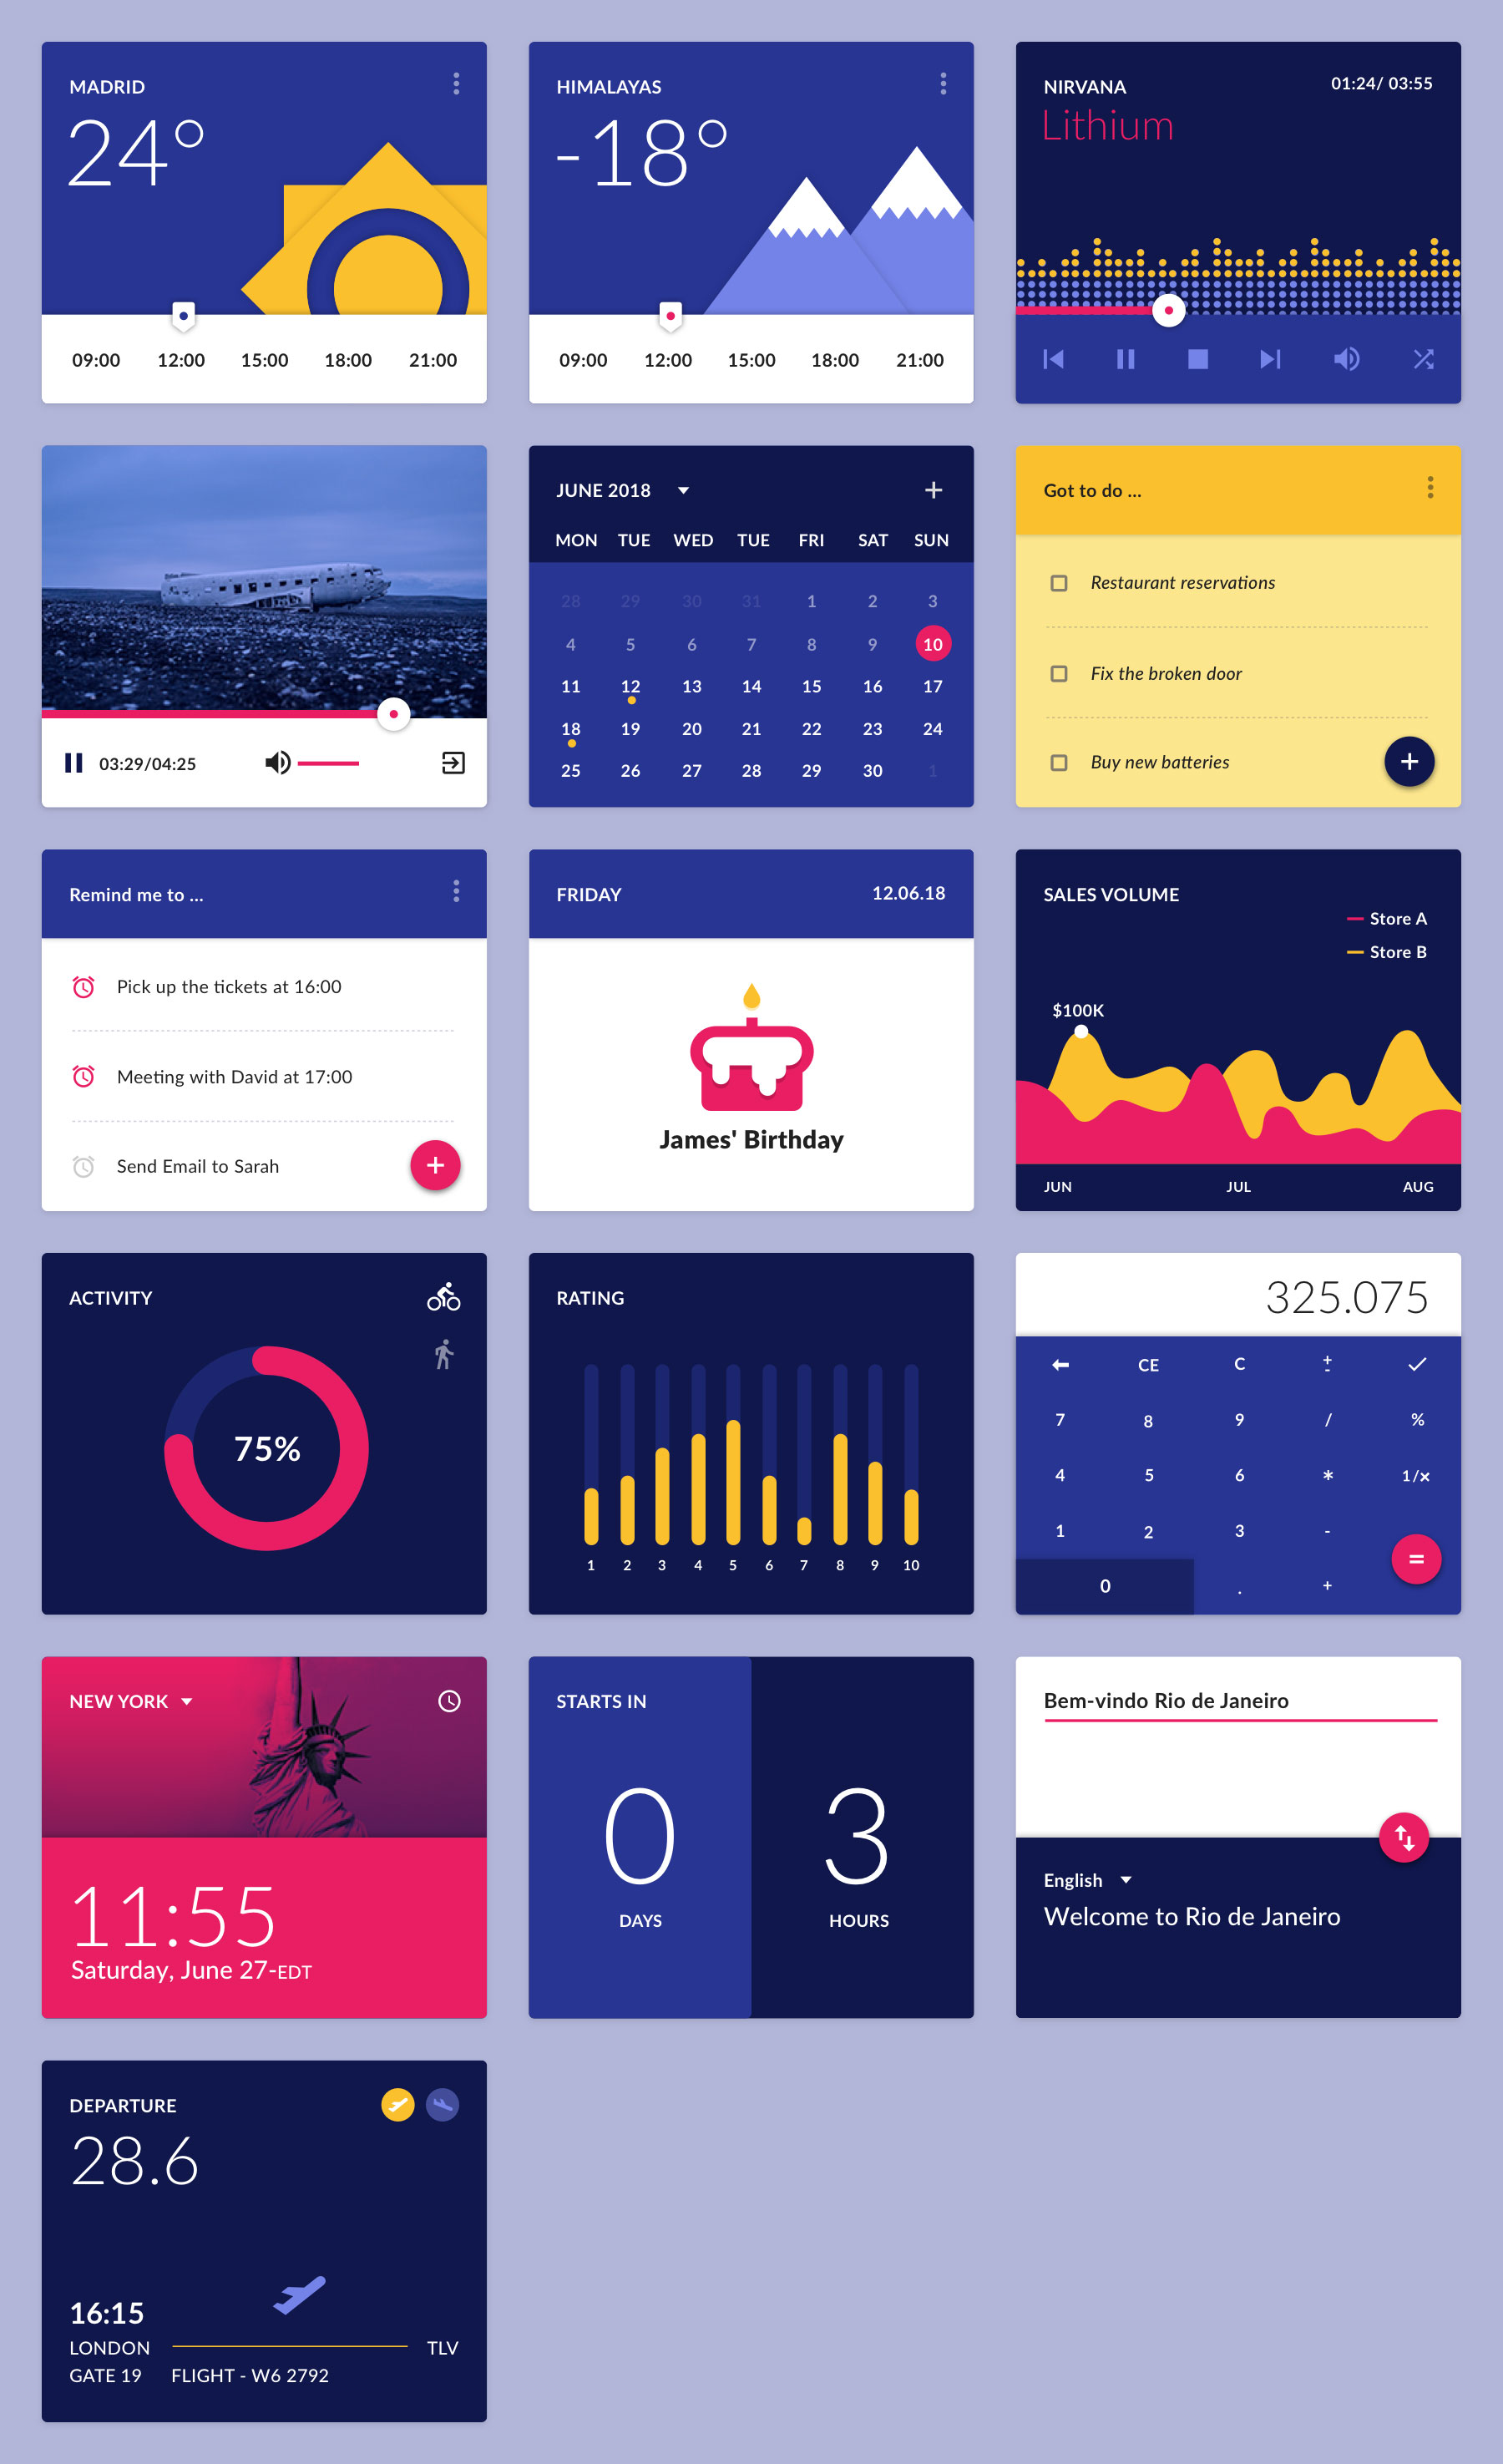 MADRID
24°
09:00 12:00 15:00 18:00 21:00
HIMALAYAS
-18°
09:00 12:00 15:00 18:00 21:00
NIRVANA 01:24/ 03:55
Lithium
03:29/04:25
JUNE 2018
MON TUE WED TUE FRI SAT SUN
28 29 30 31 1 2 3
4 5 6 7 8 9 10
11 12 13 14 15 16 17
18 19 20 21 22 23 24
25 26 27 28 29 30 1
Got to do ...
Restaurant reservations
Fix the broken door
Buy new batteries
+
Remind me to ...
Pick up the tickets at 16:00
Meeting with David at 17:00
Send Email to Sarah
+
FRIDAY 12.06.18
James' Birthday
SALES VOLUME
Store A
Store B
$100K
JUN JUL AUG
ACTIVITY
75%
RATING
1 2 3 4 5 6 7 8 9 10
325.075
CE C +-
7 8 9 / %
4 5 6 * 1/x
1 2 3 -
=
0 . +
NEW YORK
11:55
Saturday, June 27-EDT
STARTS IN
0 3
DAYS HOURS
Bem-vindo Rio de Janeiro
English
Welcome to Rio de Janeiro
DEPARTURE
28.6
16:15
LONDON TLV
GATE 19 FLIGHT - W6 2792